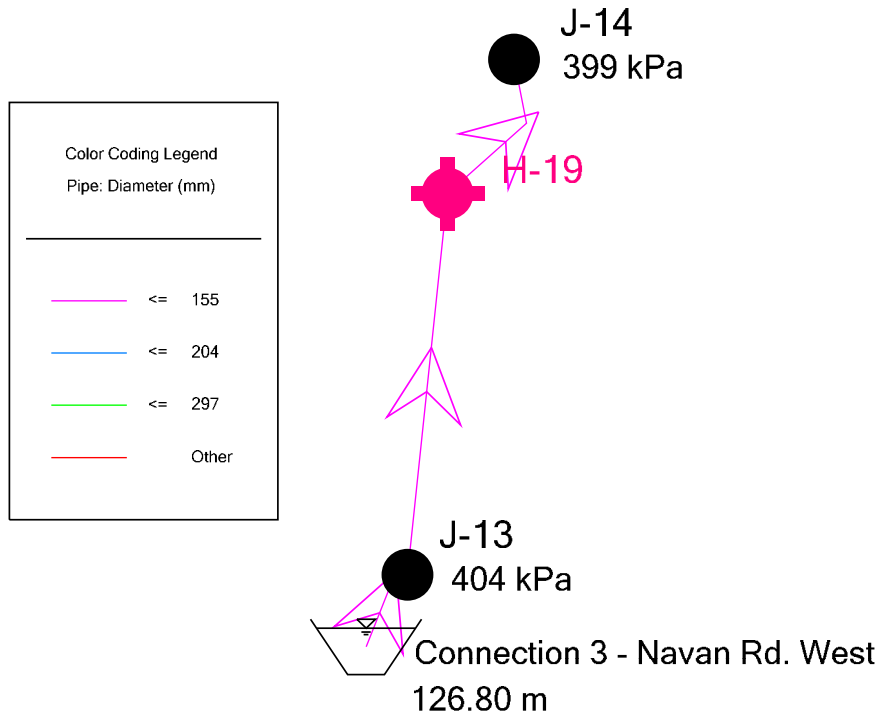 J-14
399 kPa
Color Coding Legend
Pipe: Diameter (mm)
H-19
<= 155
<= 204
<= 297
Other
J-13
404 kPa
Connection 3 - Navan Rd. West
126.80 m